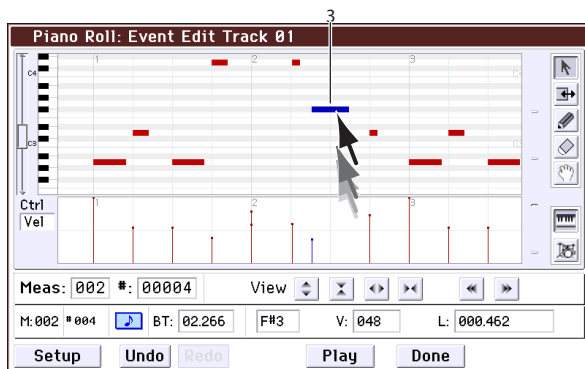 3
Piano Roll: Event Edit Track 01
1 2 3
C4
C3
Ctrl
Vel
1 2 3
Meas: 002 #: 00004 View
M:002 #004 BT: 02.266 F#3 V: 048 L: 000.462
Setup Undo Redo Play Done